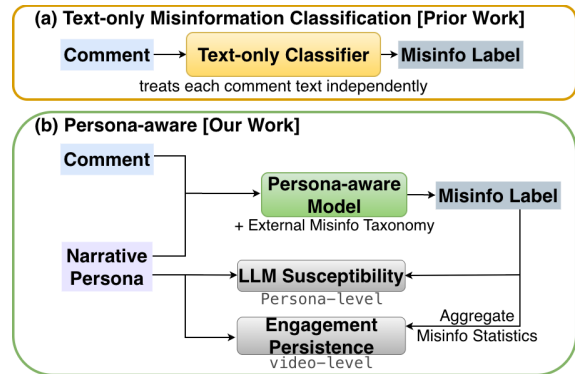 (a) Text-only Misinformation Classification [Prior Work]
Comment
Text-only Classifier
Misinfo Label
treats each comment text independently
(b) Persona-aware [Our Work]
Comment
Persona-aware
Model
Misinfo Label
+ External Misinfo Taxonomy
Narrative
Persona
LLM Susceptibility
Persona-level
Aggregate
Misinfo Statistics
Engagement
Persistence
video-level